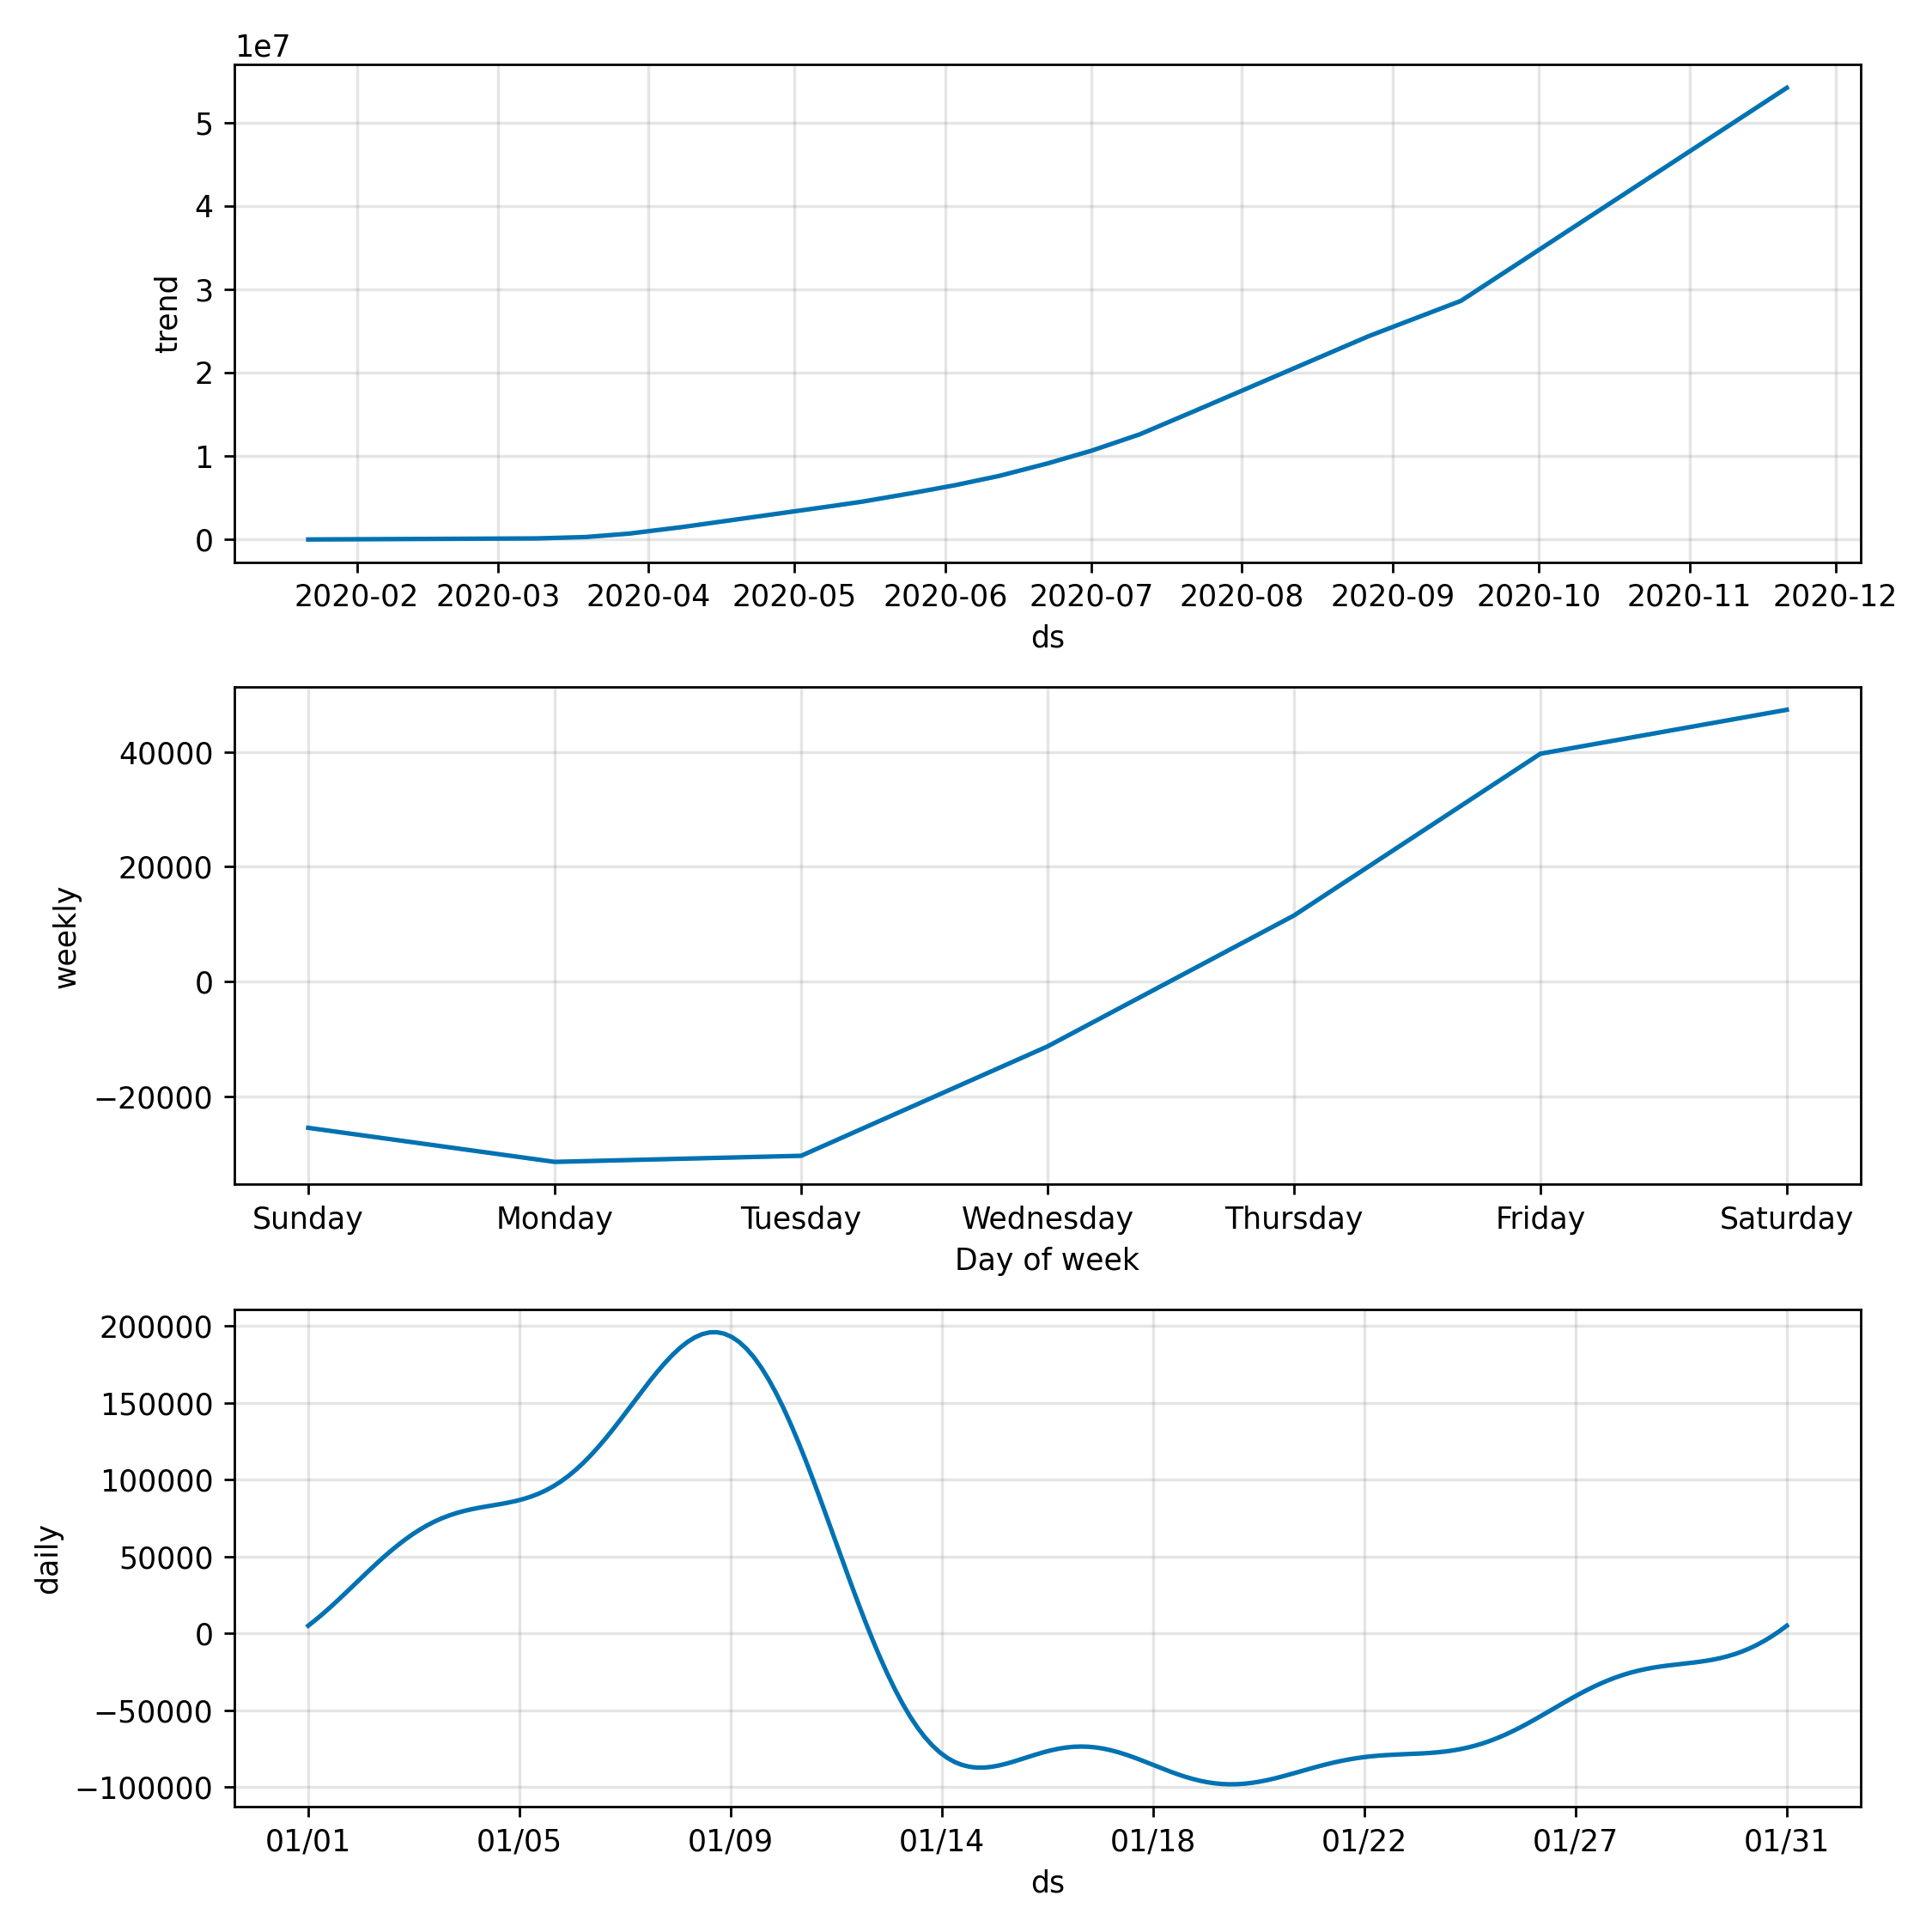 1e7
5
4
3
2
1
0
trend
2020-02 2020-03 2020-04 2020-05 2020-06 2020-07 2020-08 2020-09 2020-10 2020-11 2020-12
ds
40000
20000
0
−20000
weekly
Sunday Monday Tuesday Wednesday Thursday Friday Saturday
Day of week
200000
150000
100000
50000
0
−50000
−100000
daily
01/01 01/05 01/09 01/14 01/18 01/22 01/27 01/31
ds